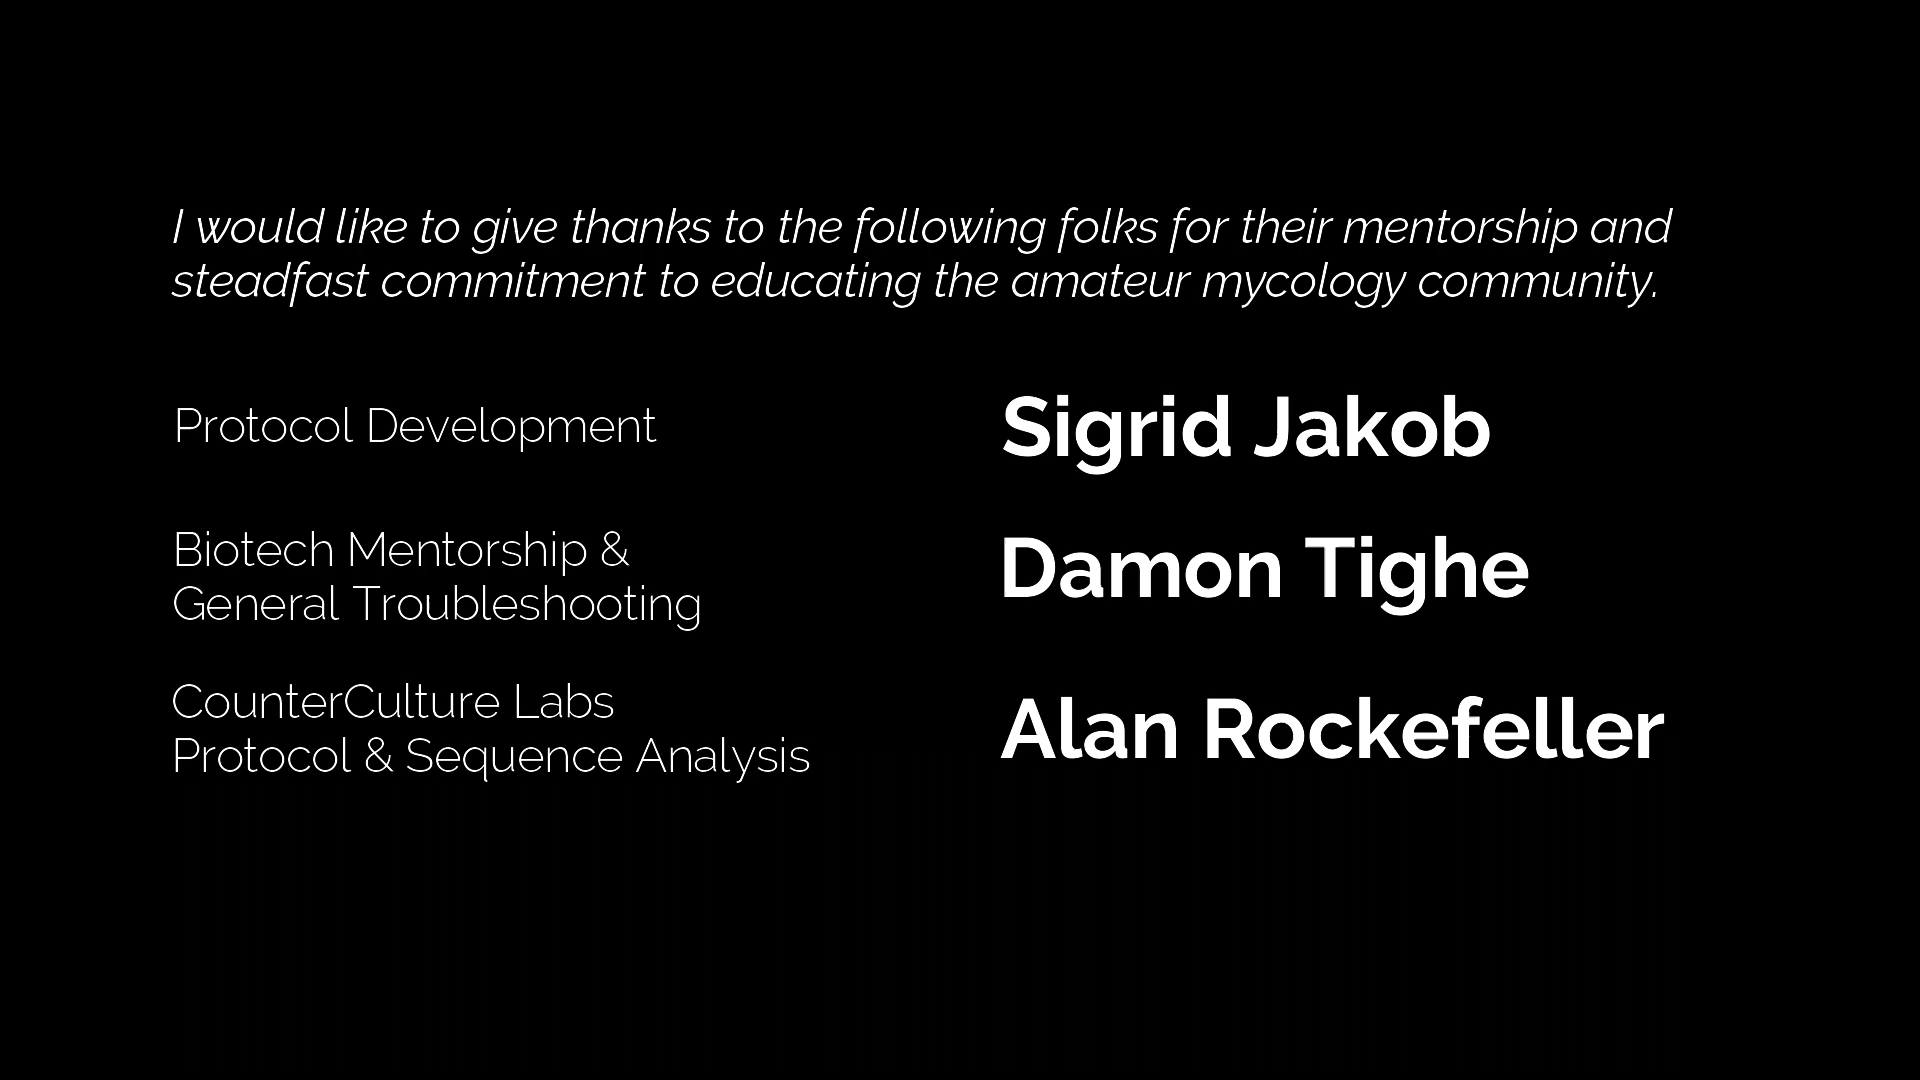 I would like to give thanks to the following folks for their mentorship and
steadfast commitment to educating the amateur mycology community.
Protocol Development
Sigrid Jakob
Biotech Mentorship &
General Troubleshooting
Damon Tighe
CounterCulture Labs
Protocol & Sequence Analysis
Alan Rockefeller